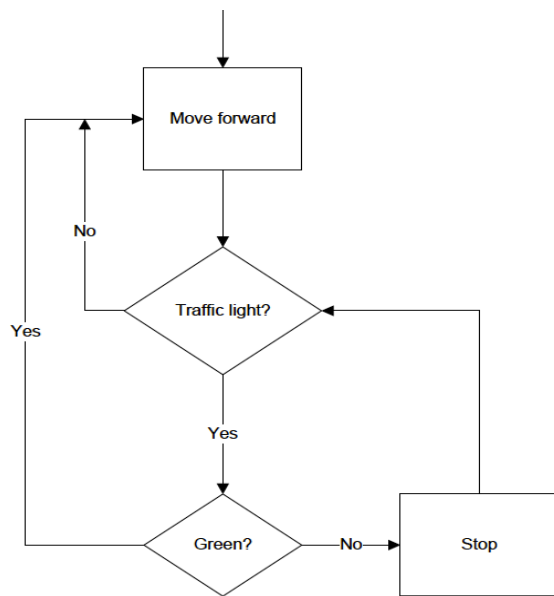 Move forward
No
Traffic light?
Yes
Yes
Green?
No
Stop